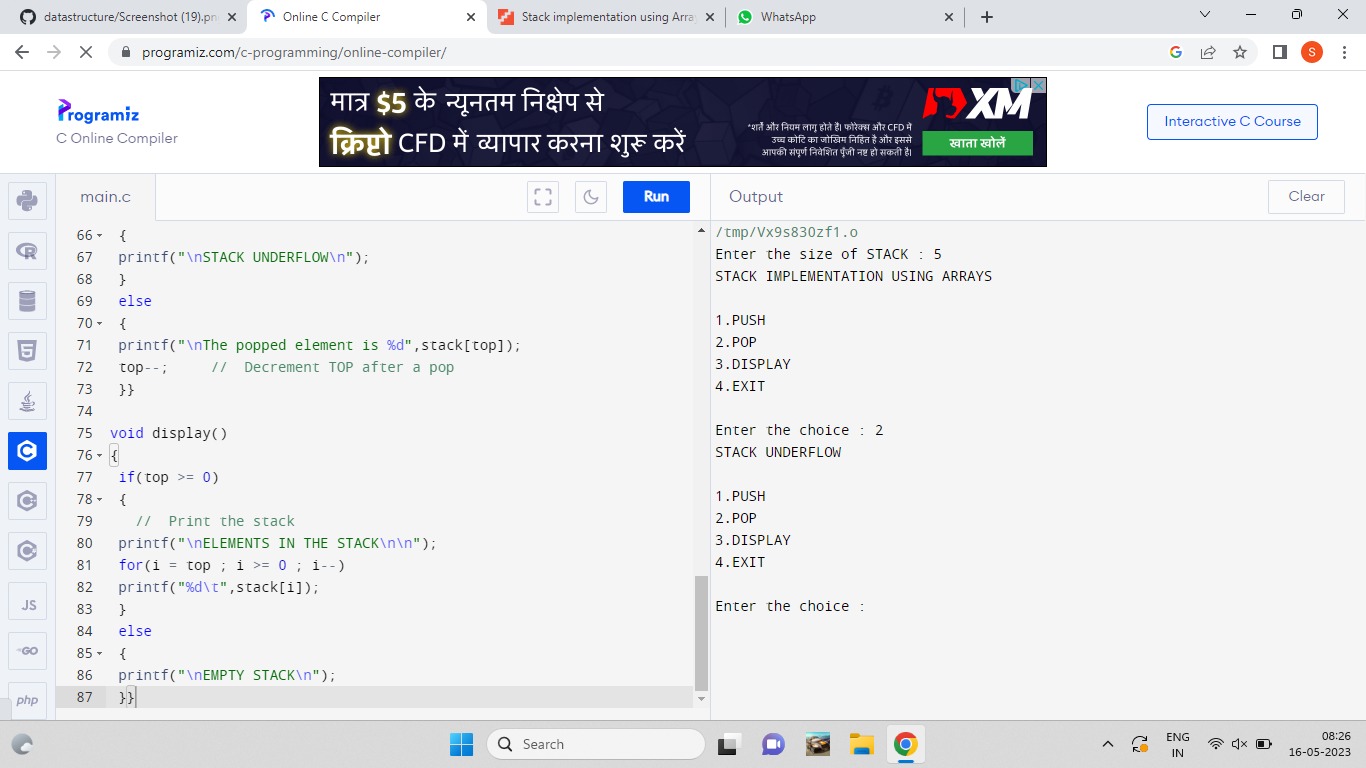 datastructure/Screenshot (19).pn
Online C Compiler
Stack implementation using Arra
WhatsApp
programiz.com/c-programming/online-compiler/
S
Programiz
C Online Compiler
मात्र $5 के न्यूनतम निक्षेप से
क्रिप्टो CFD में व्यापार करना शुरू करें
*शर्तें और नियम लागू होते हैं। फोरेक्स और CFD में
उच्च कोटि का जोखिम निहित है और इससे
आपकी संपूर्ण निवेशित पूँजी नष्ट हो सकती है।
XM
खाता खोलें
Interactive C Course
main.c
Run
Output
Clear
66 {
67 printf("\nSTACK UNDERFLOW\n");
68 }
69 else
70 {
71 printf("\nThe popped element is %d",stack[top]);
72 top--; // Decrement TOP after a pop
73 }}
74
75 void display()
76 {
77 if(top >= 0)
78 {
79 // Print the stack
80 printf("\nELEMENTS IN THE STACK\n\n");
81 for(i = top ; i >= 0 ; i--)
82 printf("%d\t",stack[i]);
83 }
84 else
85 {
86 printf("\nEMPTY STACK\n");
87 }}
/tmp/Vx9s830zf1.o
Enter the size of STACK : 5
STACK IMPLEMENTATION USING ARRAYS
1.PUSH
2.POP
3.DISPLAY
4.EXIT
Enter the choice : 2
STACK UNDERFLOW
1.PUSH
2.POP
3.DISPLAY
4.EXIT
Enter the choice :
JS
GO
php
Search
ENG
IN
08:26
16-05-2023